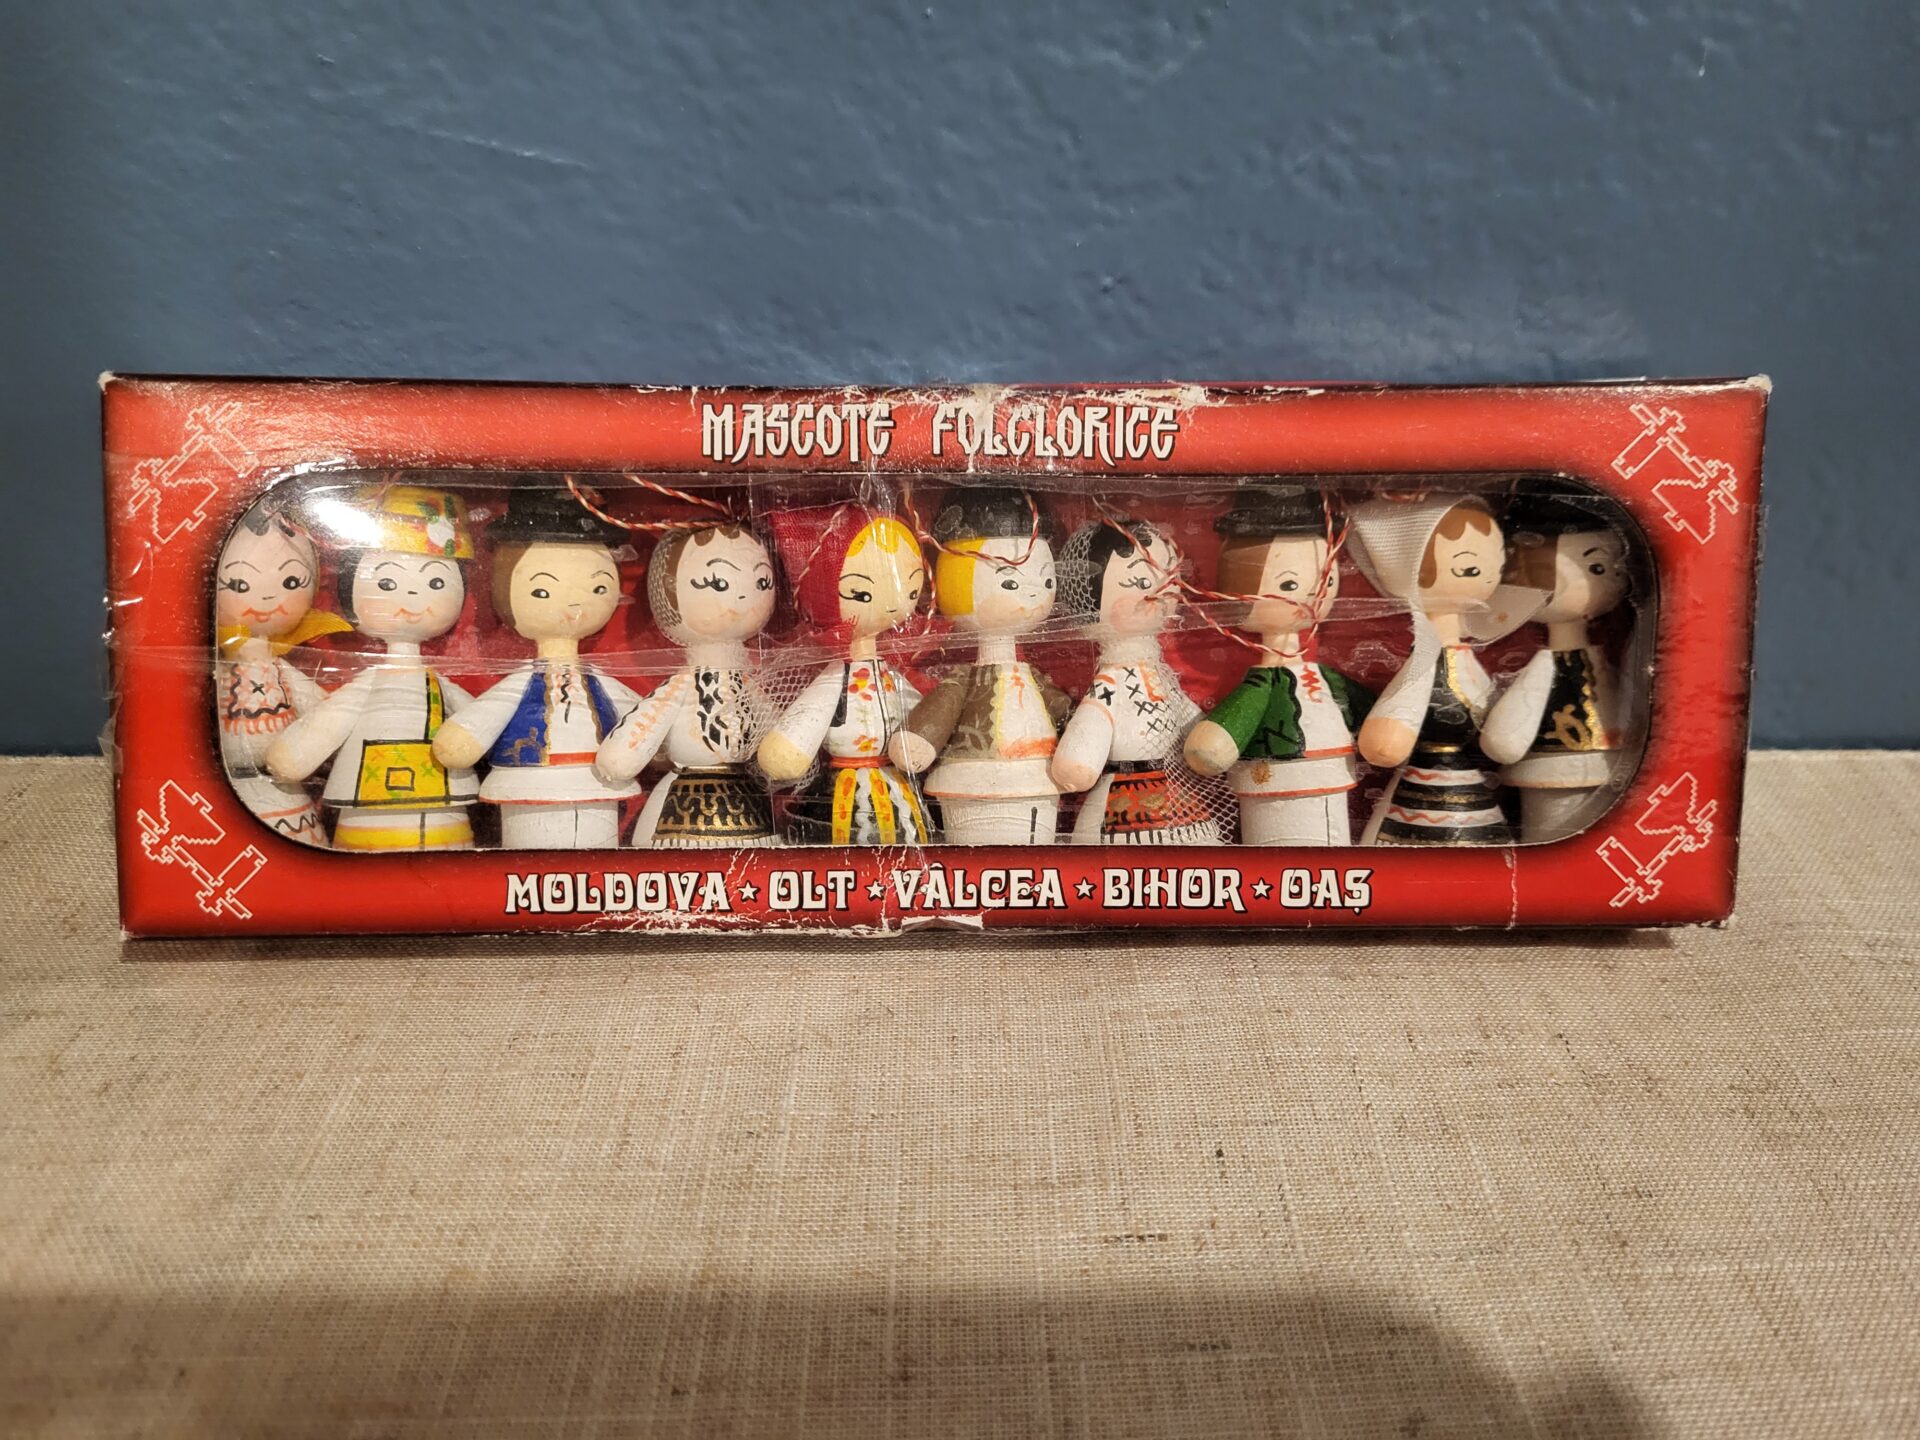 MASCOTE FOLCLORICE
MOLDOVA ★ OLT ★ VÂLCEA ★ BIHOR ★ OAȘ